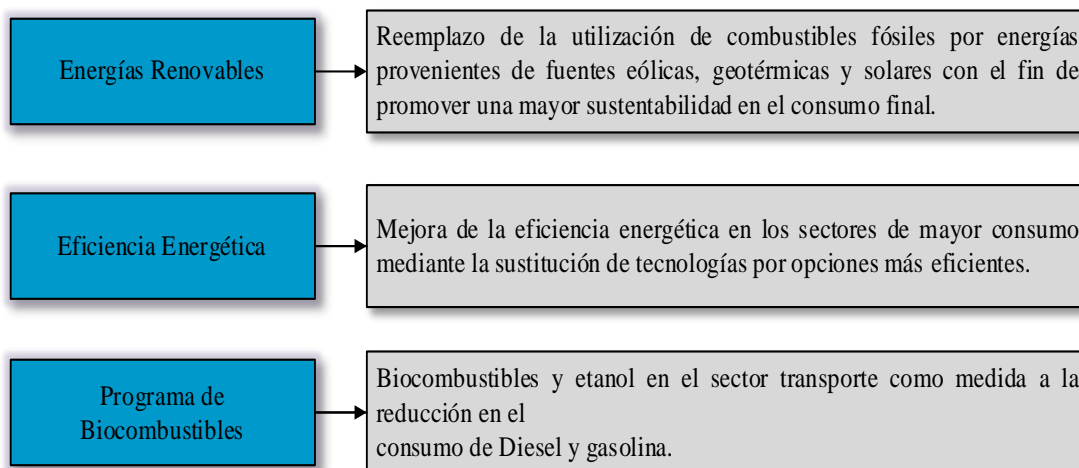 Energías Renovables
Reemplazo de la utilización de combustibles fósiles por energías
provenientes de fuentes eólicas, geotérmicas y solares con el fin de
promover una mayor sustentabilidad en el consumo final.
Eficiencia Energética
Mejora de la eficiencia energética en los sectores de mayor consumo
mediante la sustitución de tecnologías por opciones más eficientes.
Programa de
Biocombustibles
Biocombustibles y etanol en el sector transporte como medida a la
reducción en el
consumo de Diesel y gasolina.